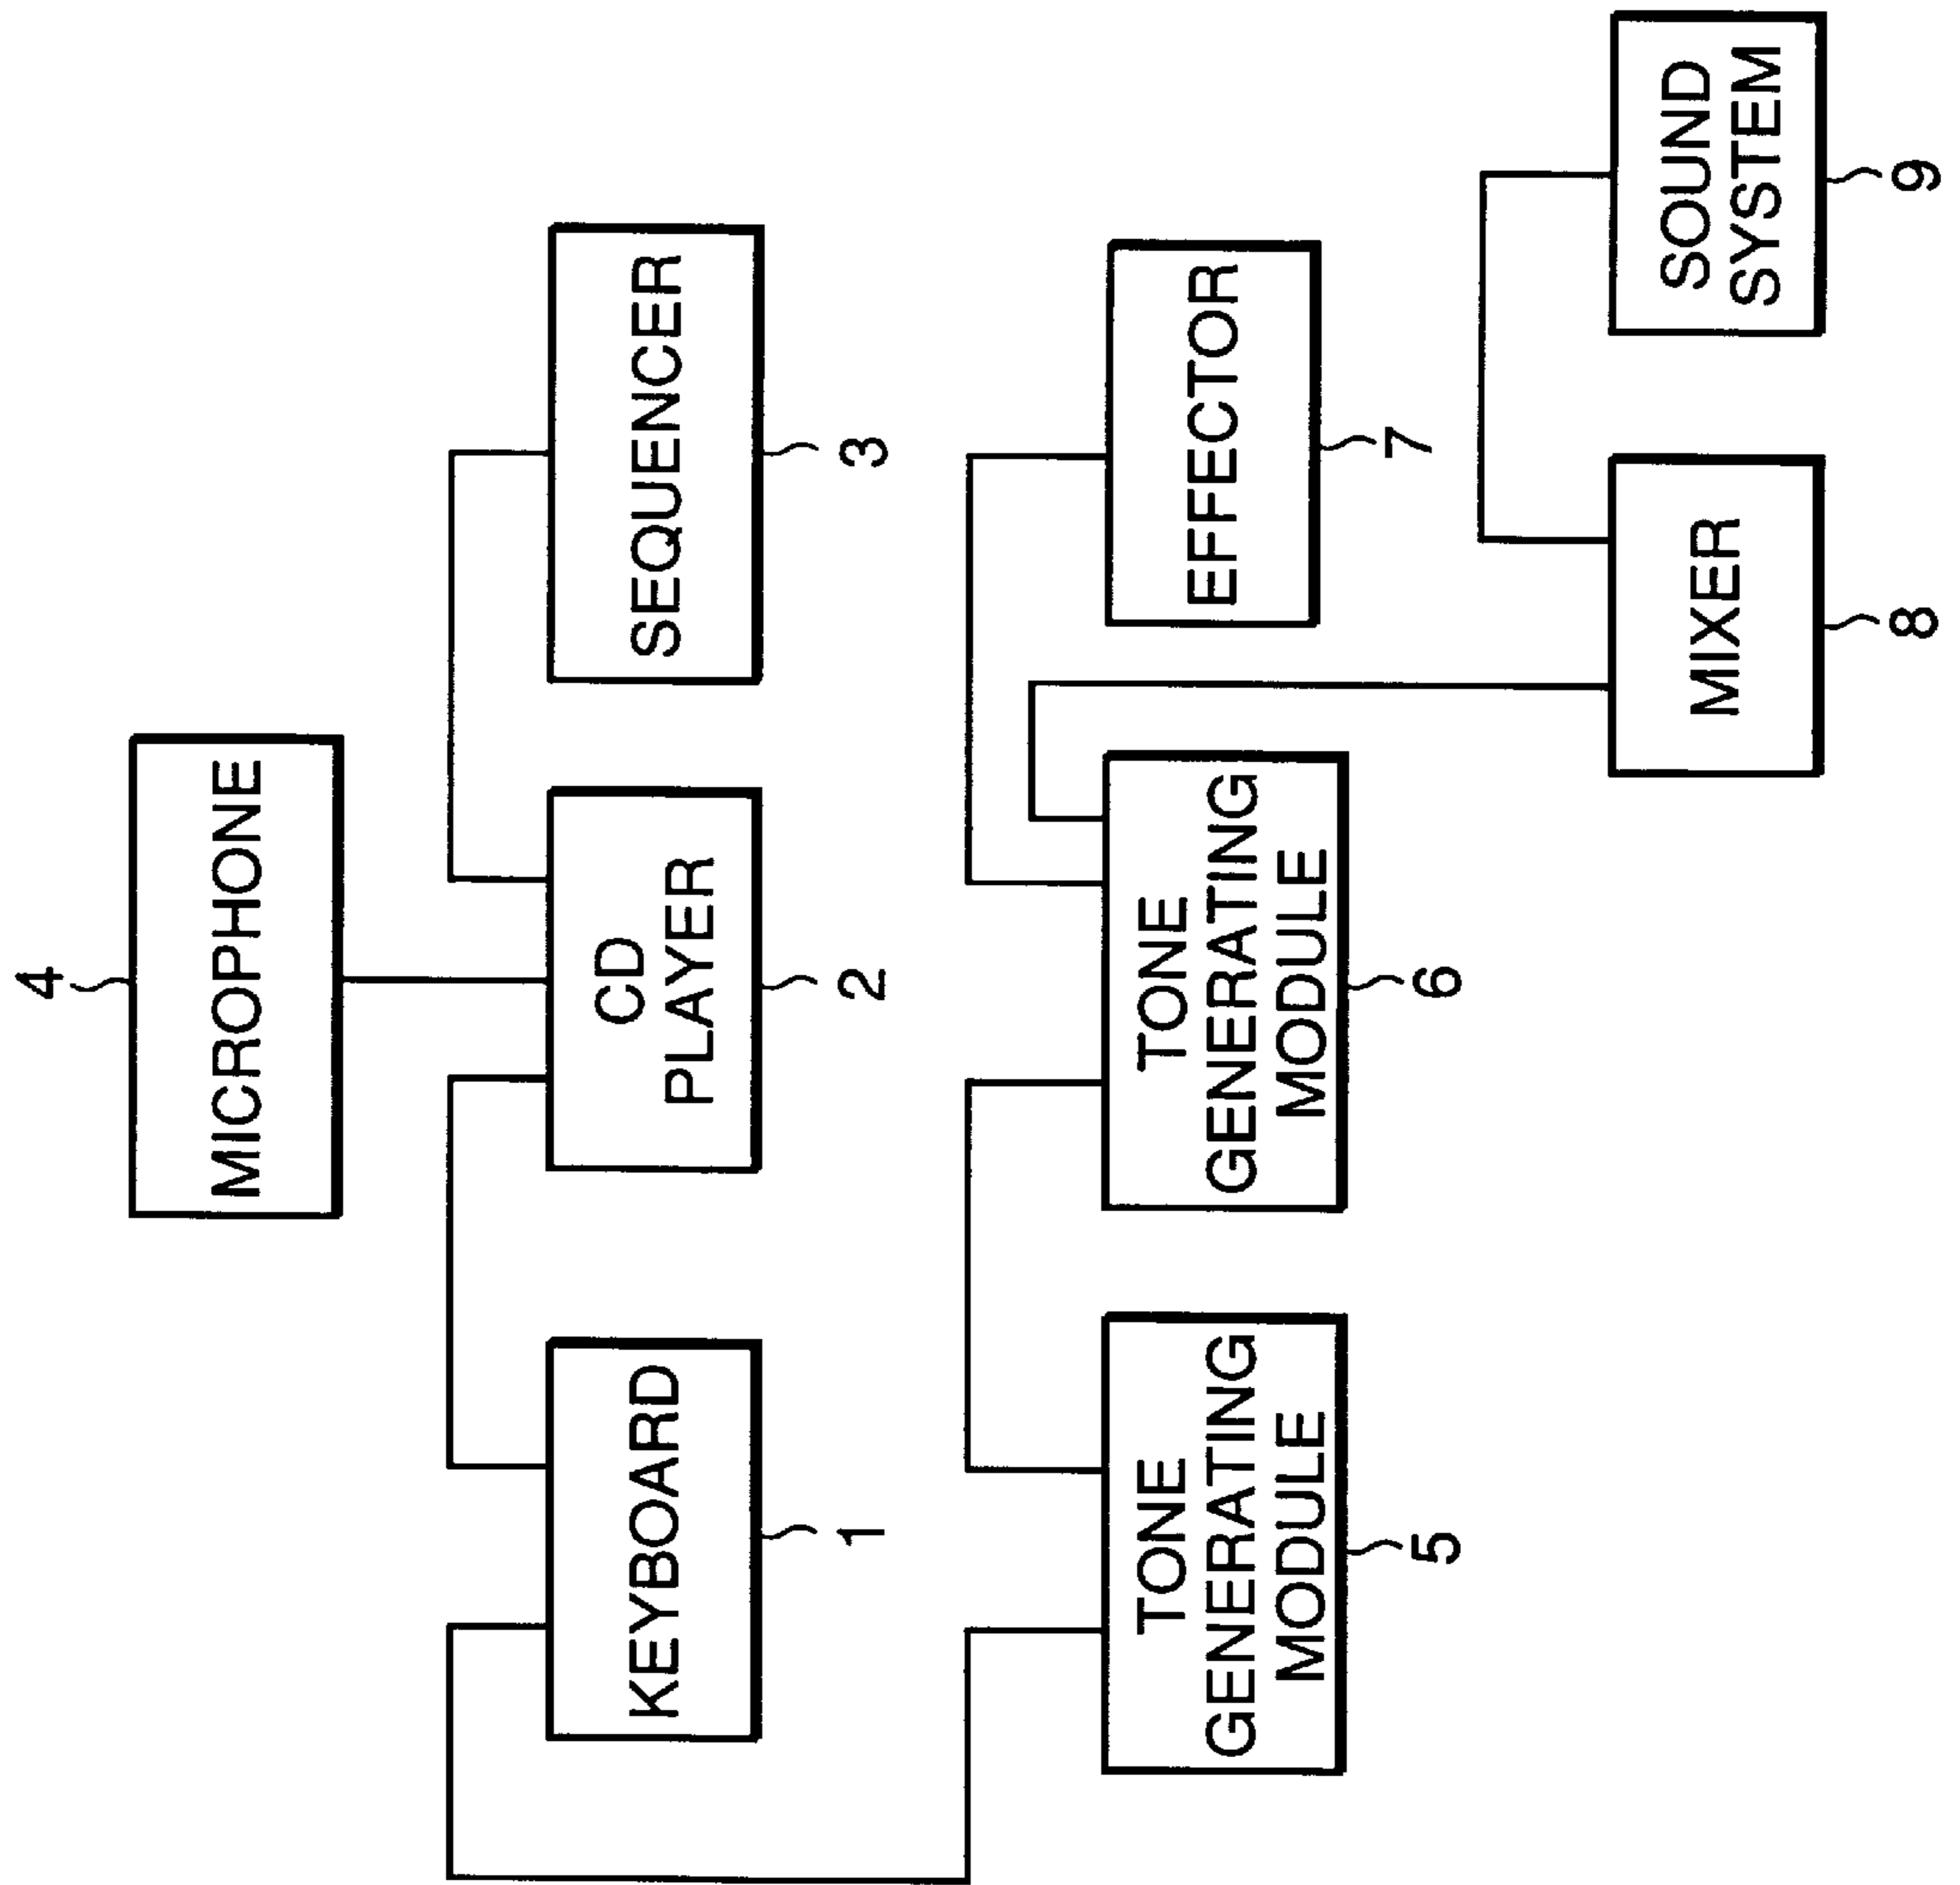 4
MICROPHONE
KEYBOARD
1
CD
PLAYER
2
SEQUENCER
3
TONE
GENERATING
MODULE
5
TONE
GENERATING
MODULE
6
EFFECTOR
7
MIXER
8
SOUND
SYSTEM
9